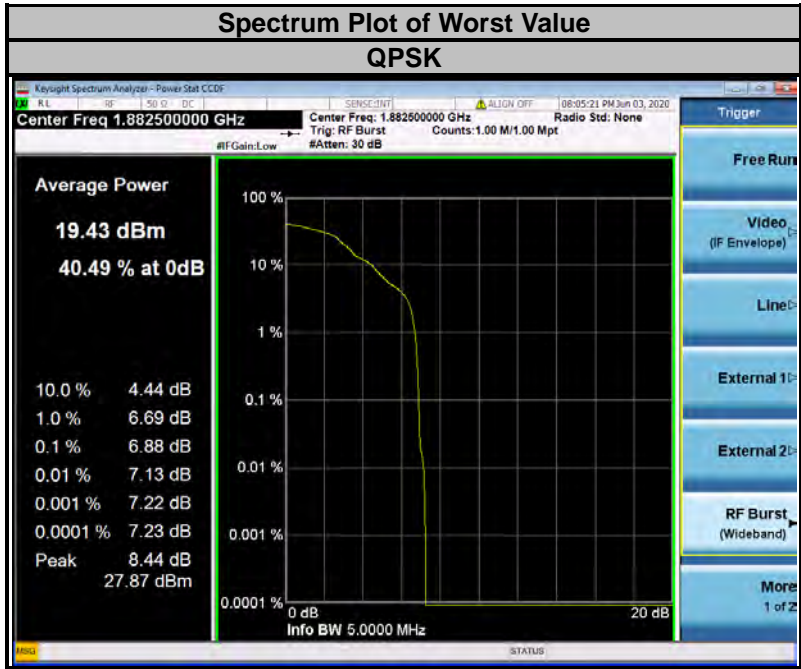 Spectrum Plot of Worst Value
QPSK
Keysight Spectrum Analyzer - Power Stat CCDF
RL RF 50 Ω DC SENSE:INT ALIGN OFF 08:05:21 PM Jun 03, 2020
Center Freq 1.882500000 GHz
Center Freq: 1.882500000 GHz Radio Std: None
Trig: RF Burst Counts:1.00 M/1.00 Mpt
#IFGain:Low #Atten: 30 dB
Trigger
Free Run
Video
(IF Envelope)
Line
External 1
External 2
RF Burst
(Wideband)
More
1 of 2
Average Power
19.43 dBm
40.49 % at 0dB
10.0 % 4.44 dB
1.0 % 6.69 dB
0.1 % 6.88 dB
0.01 % 7.13 dB
0.001 % 7.22 dB
0.0001 % 7.23 dB
Peak 8.44 dB
27.87 dBm
100 %
10 %
1 %
0.1 %
0.01 %
0.001 %
0.0001 %
0 dB 20 dB
Info BW 5.0000 MHz
MSG STATUS